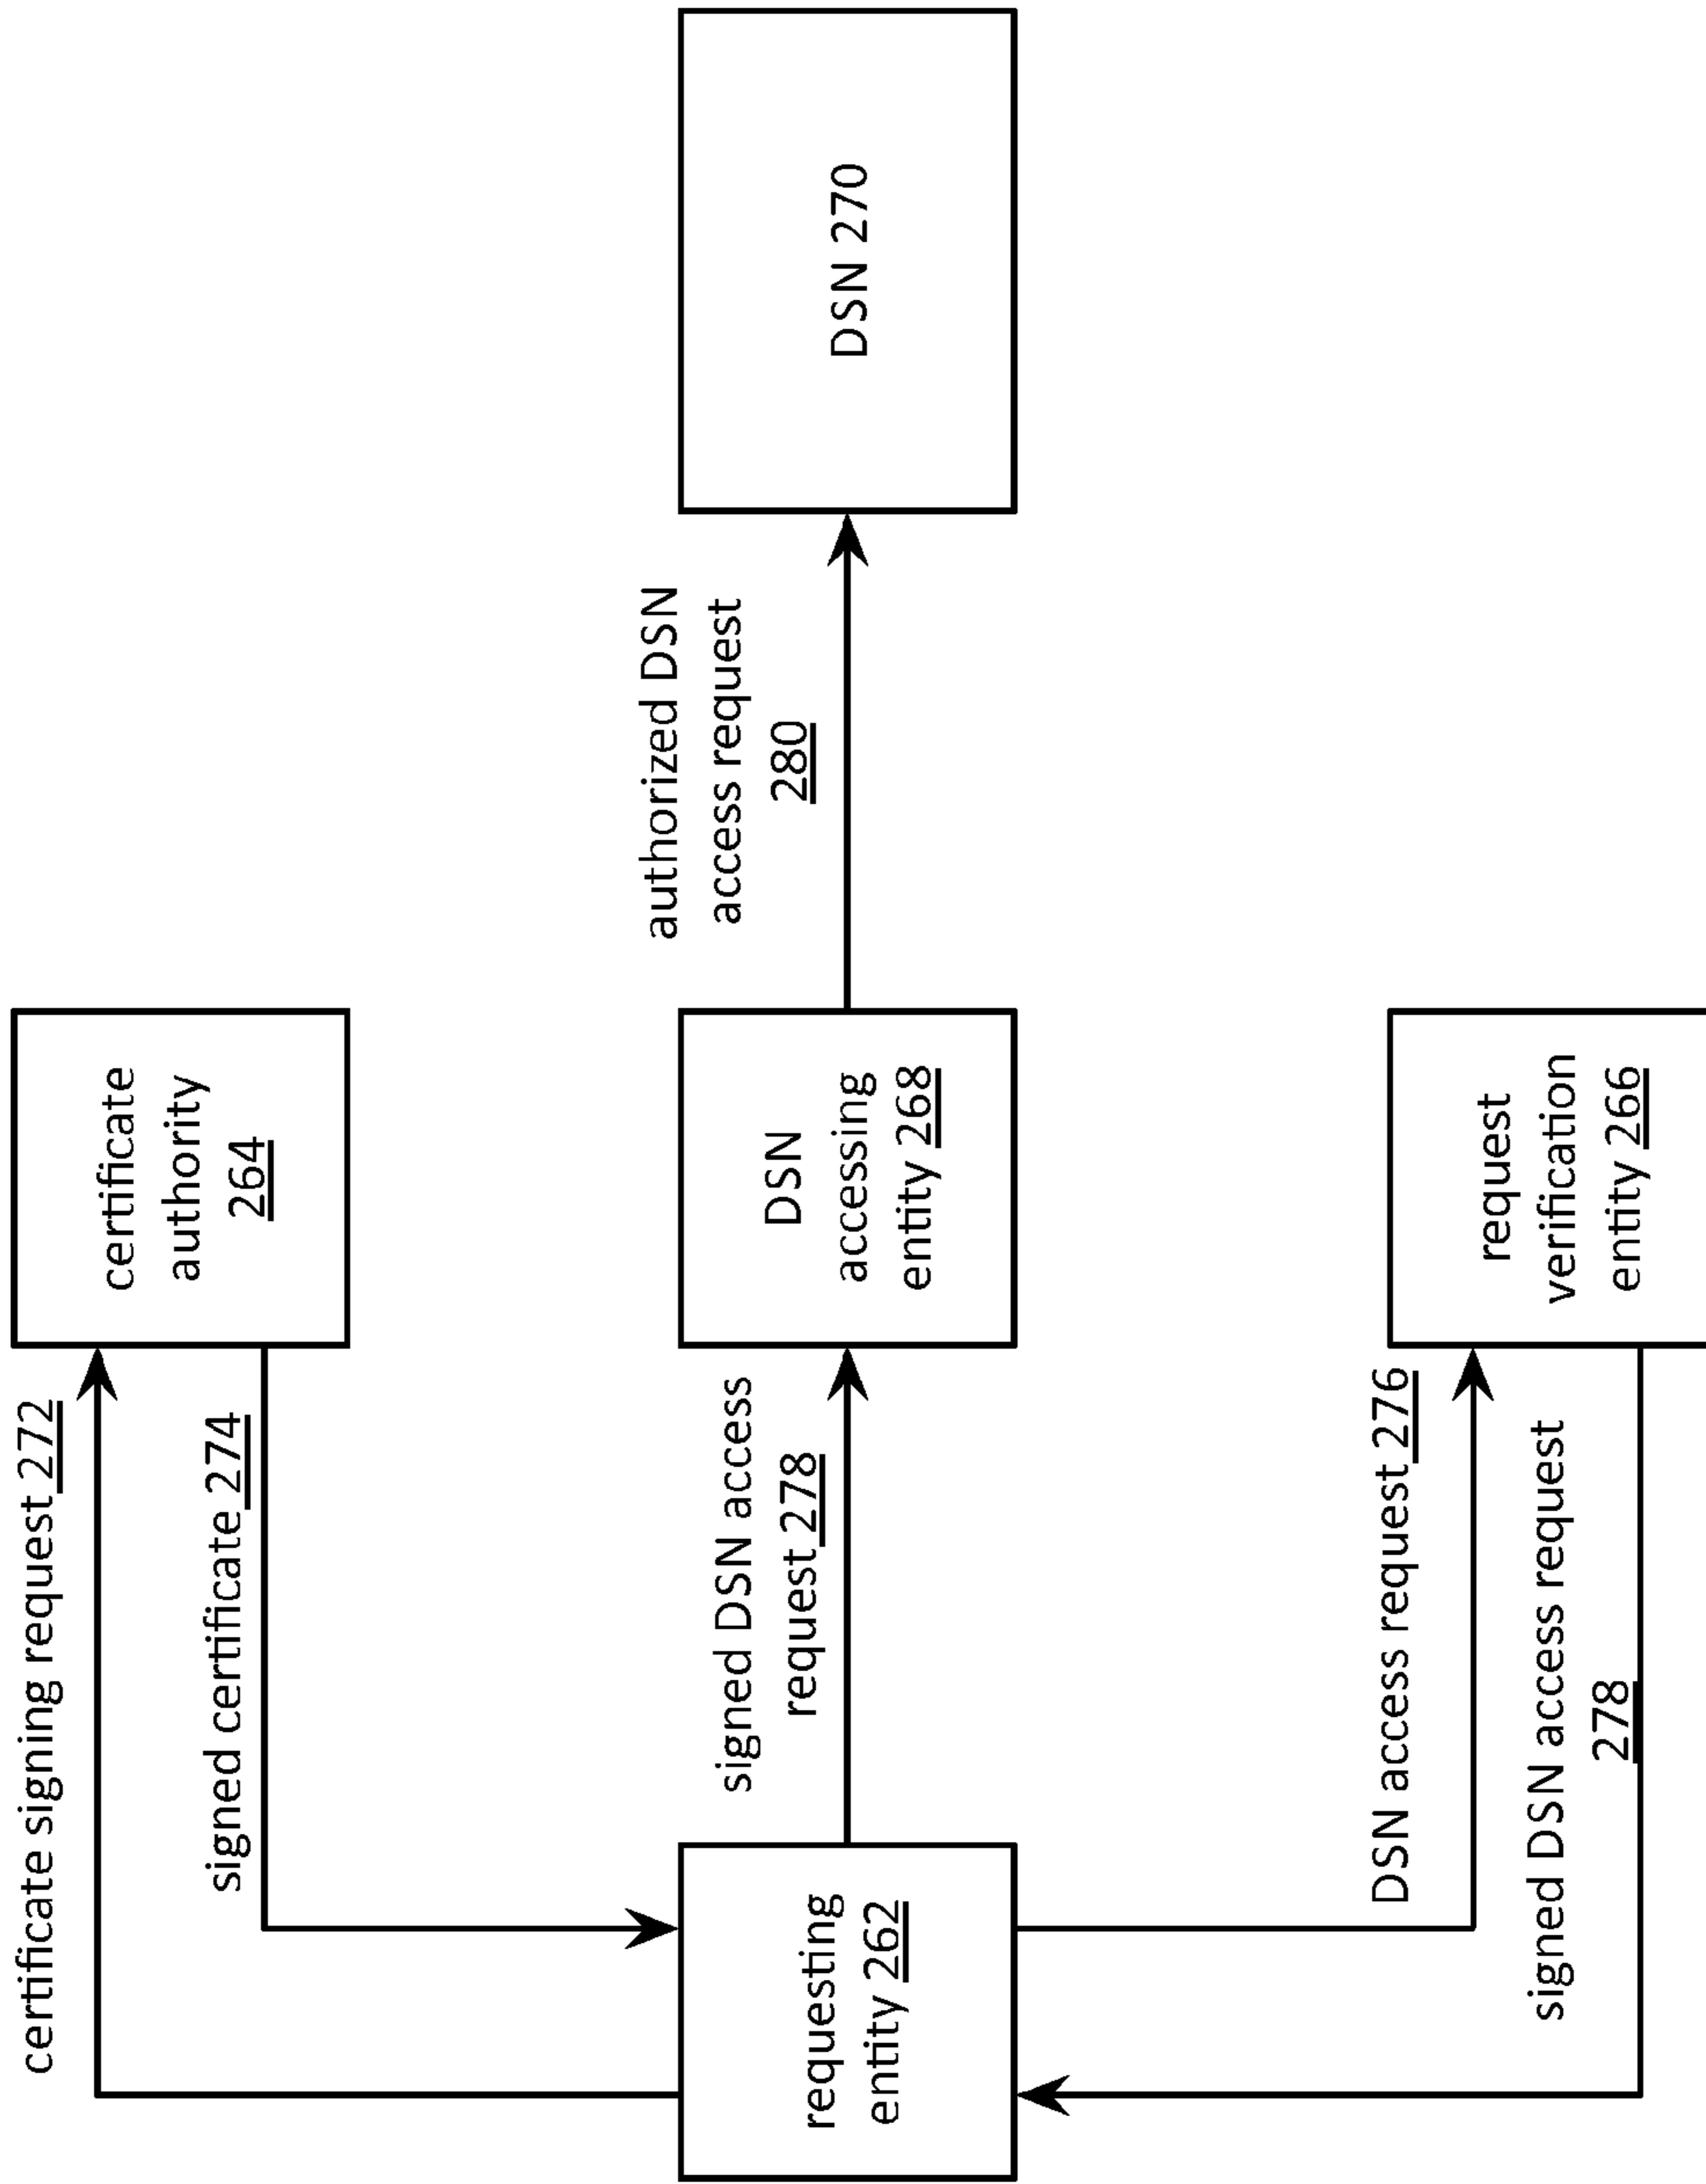 certificate signing request 272
certificate
authority
264
signed certificate 274
authorized DSN
access request
280
signed DSN access
request 278
DSN
accessing
entity 268
DSN 270
requesting
entity 262
DSN access request 276
request
verification
entity 266
signed DSN access request
278